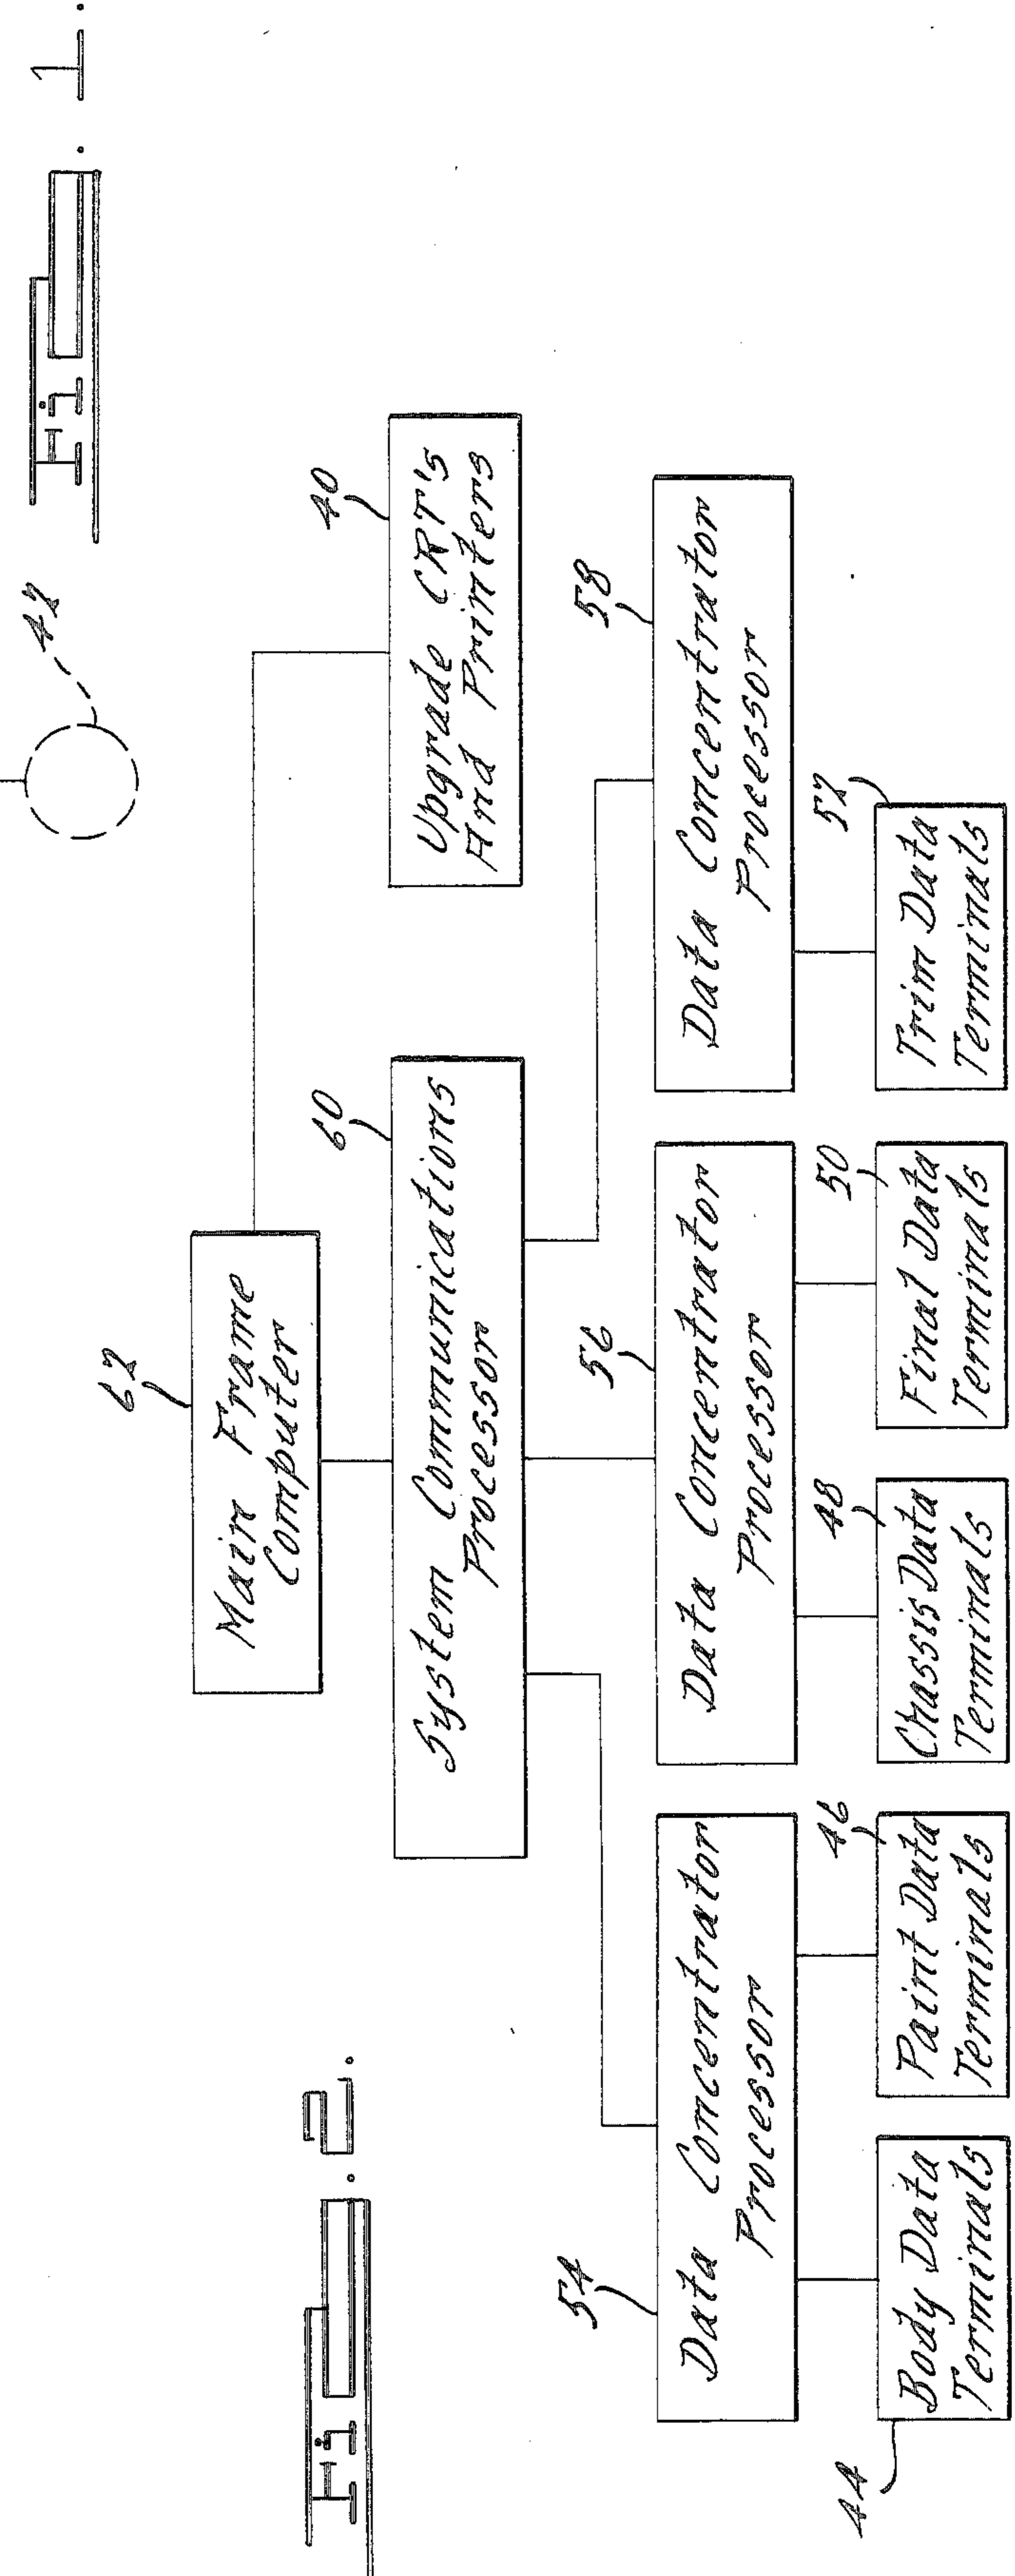 Fig. 1.
42
62
Main Frame
Computer
40
Upgrade CRT's
And Printers
60
System Communications
Processor
Fig. 2.
54
Data Concentrator
Processor
56
Data Concentrator
Processor
58
Data Concentrator
Processor
44
Body Data
Terminals
46
Paint Data
Terminals
48
Chassis Data
Terminals
50
Final Data
Terminals
52
Trim Data
Terminals